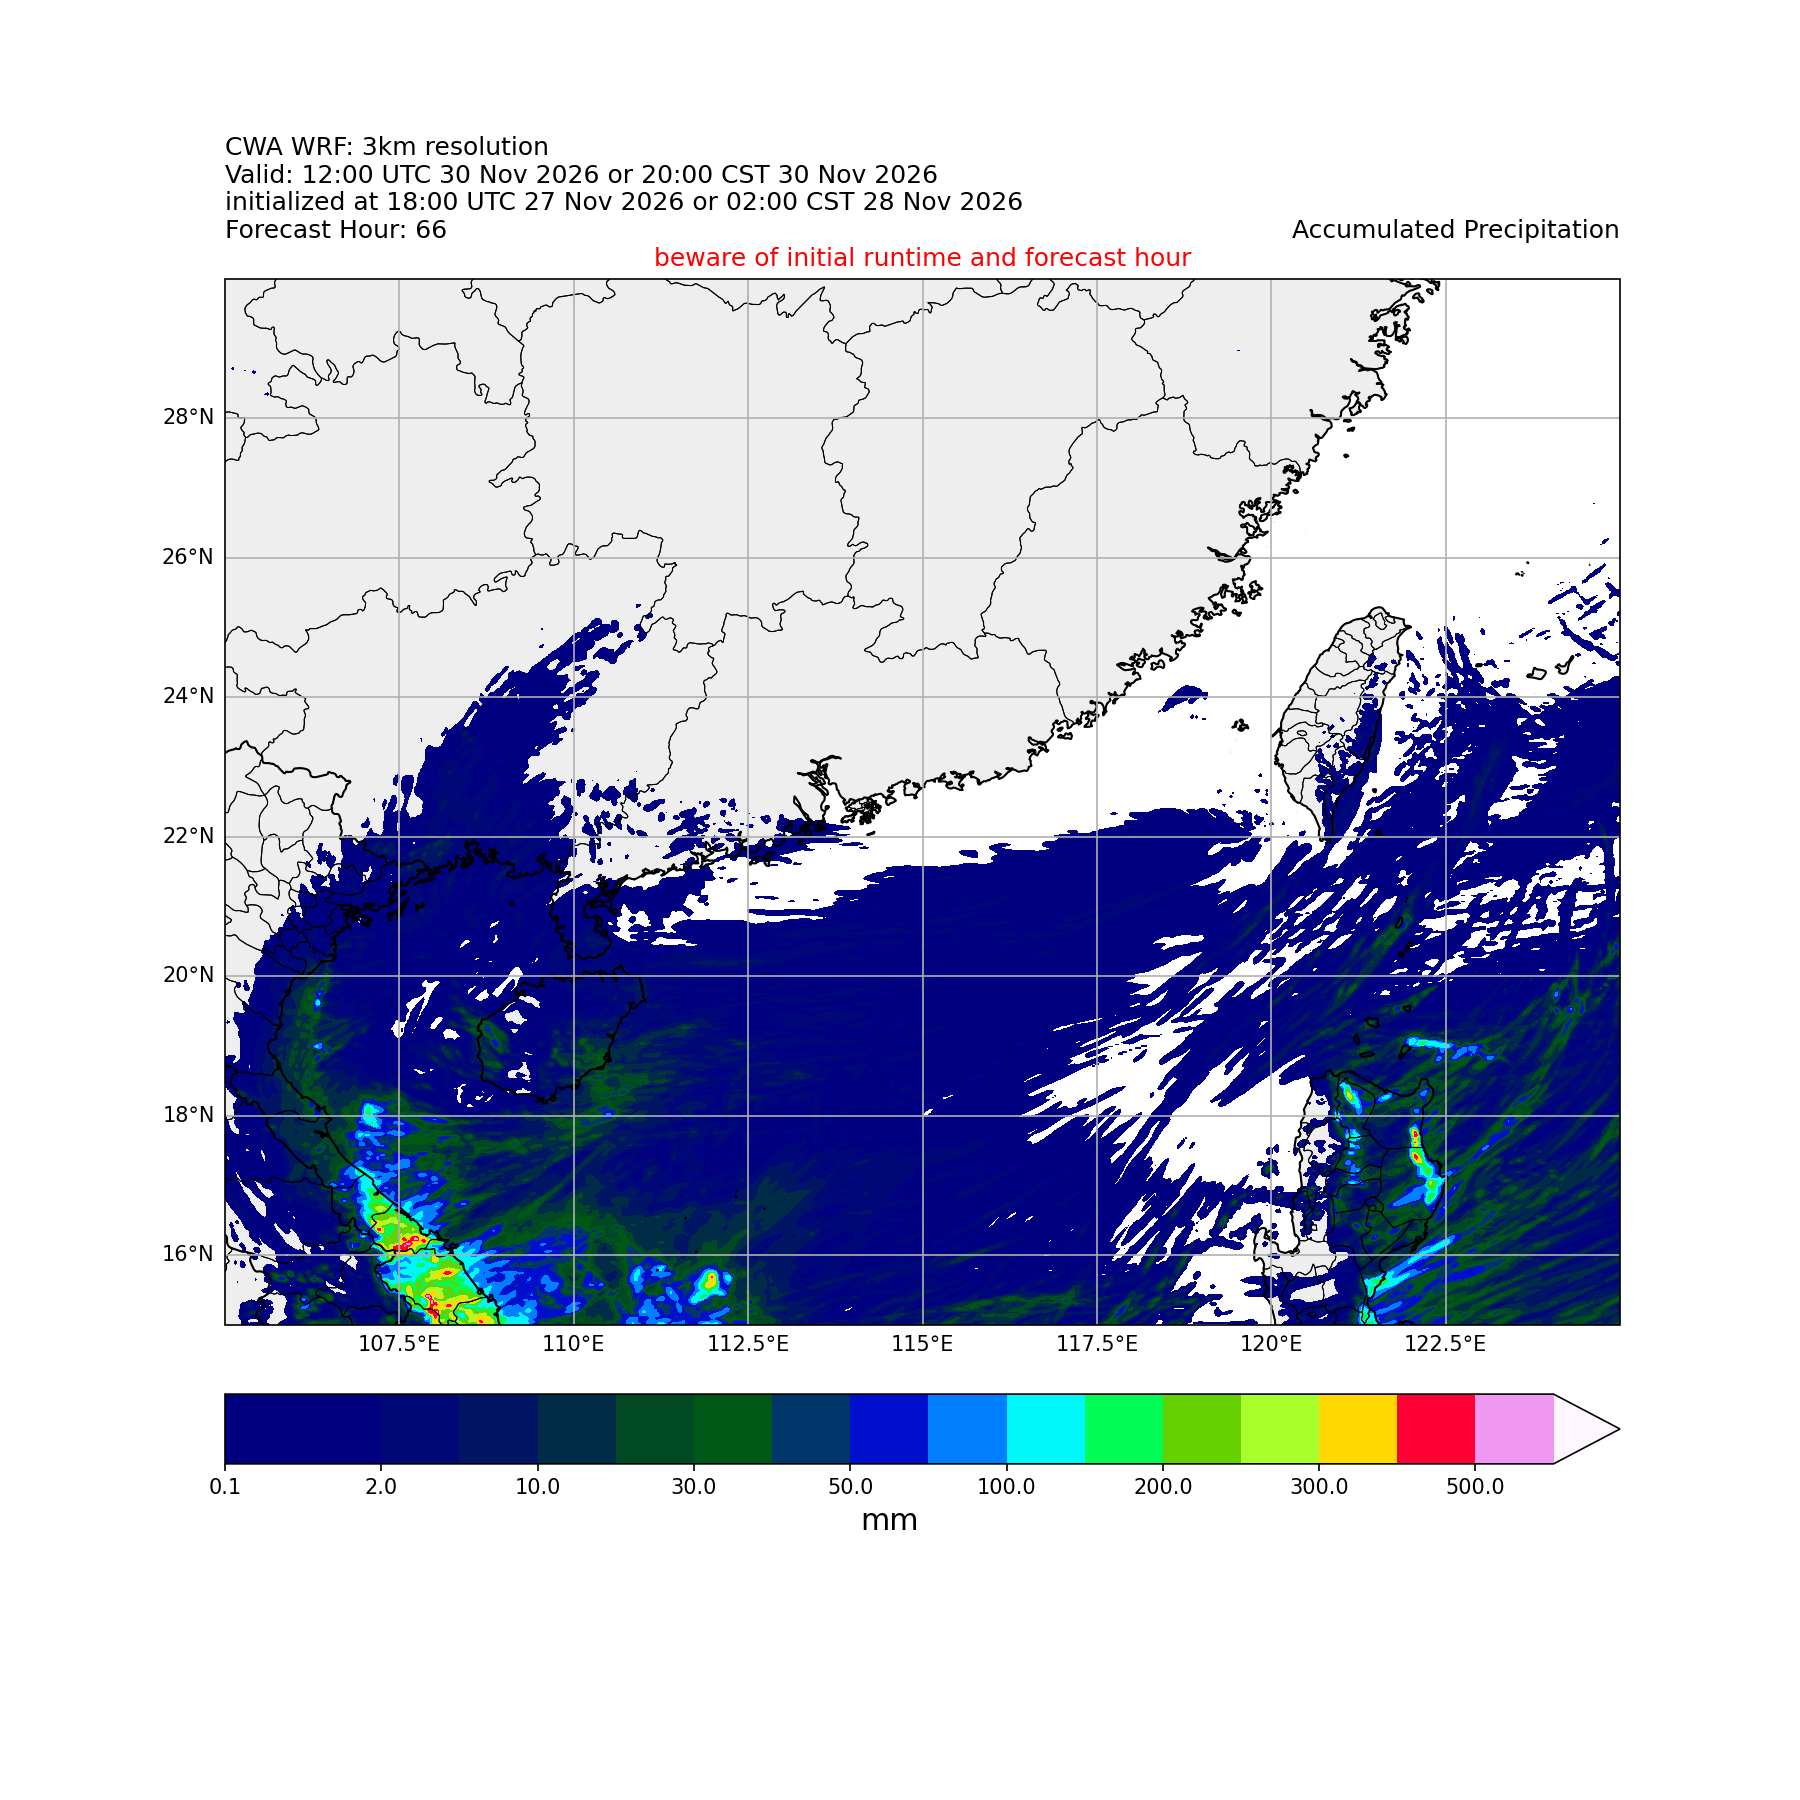 CWA WRF: 3km resolution
Valid: 12:00 UTC 30 Nov 2026 or 20:00 CST 30 Nov 2026
initialized at 18:00 UTC 27 Nov 2026 or 02:00 CST 28 Nov 2026
Forecast Hour: 66
Accumulated Precipitation
beware of initial runtime and forecast hour
28°N
26°N
24°N
22°N
20°N
18°N
16°N
107.5°E 110°E 112.5°E 115°E 117.5°E 120°E 122.5°E
0.1 2.0 10.0 30.0 50.0 100.0 200.0 300.0 500.0
mm